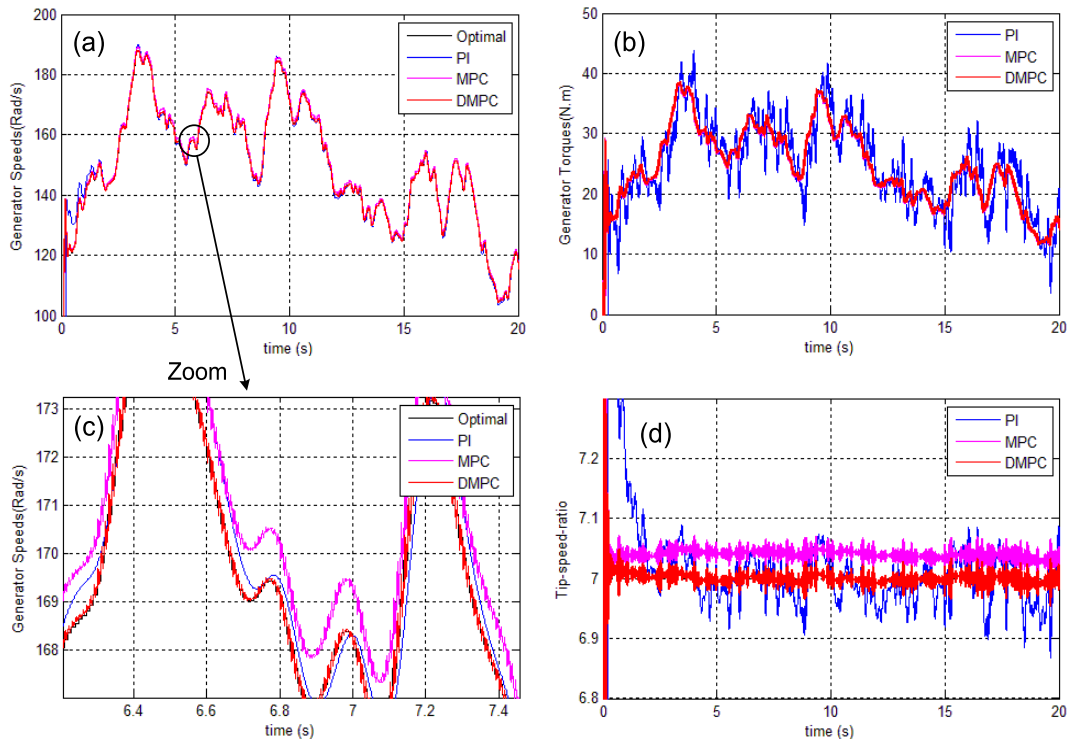 (a)
Optimal
PI
MPC
DMPC
200
180
160
140
120
100
0
5
10
15
20
Generator Speeds(Rad/s)
time (s)
(b)
PI
MPC
DMPC
50
40
30
20
10
0
0
5
10
15
20
Generator Torques(N.m)
time (s)
Zoom
(c)
Optimal
PI
MPC
DMPC
173
172
171
170
169
168
6.4
6.6
6.8
7
7.2
7.4
Generator Speeds(Rad/s)
time (s)
(d)
PI
MPC
DMPC
7.2
7.1
7
6.9
6.8
0
5
10
15
20
Tip-speed-ratio
time (s)